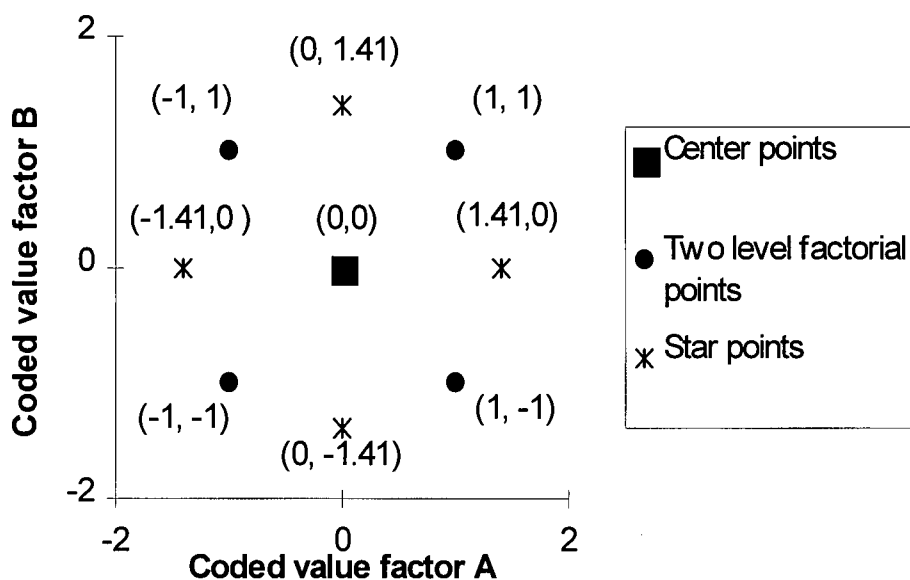 2
(0, 1.41)
(-1, 1)
(1, 1)
Center points
(-1.41,0 )
(0,0)
(1.41,0)
0
Two level factorial
points
Star points
(-1, -1)
(1, -1)
(0, -1.41)
-2
-2
0
2
Coded value factor A
Coded value factor B